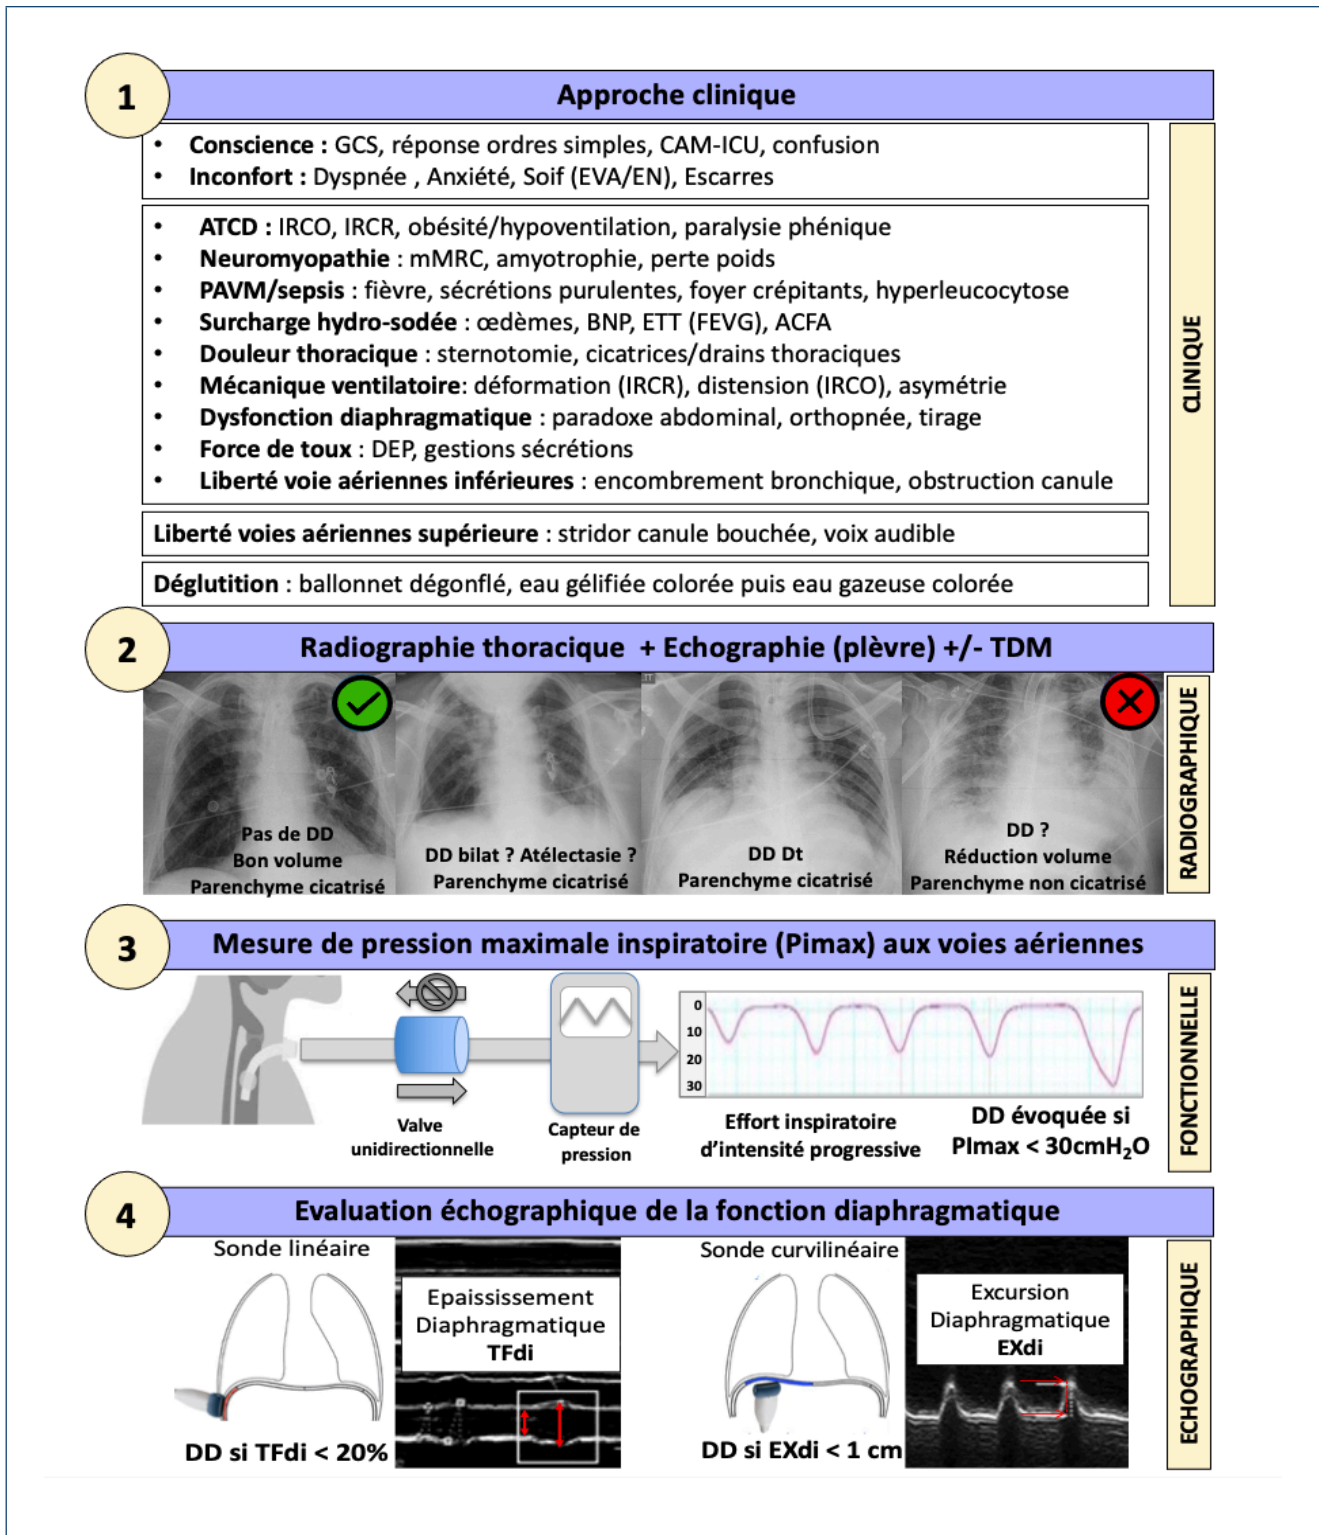 1
Approche clinique
• Conscience : GCS, réponse ordres simples, CAM-ICU, confusion
• Inconfort : Dyspnée , Anxiété, Soif (EVA/EN), Escarres
• ATCD : IRCO, IRCR, obésité/hypoventilation, paralysie phénique
• Neuromyopathie : mMRC, amyotrophie, perte poids
• PAVM/sepsis : fièvre, sécrétions purulentes, foyer crépitants, hyperleucocytose
• Surcharge hydro-sodée : œdèmes, BNP, ETT (FEVG), ACFA
• Douleur thoracique : sternotomie, cicatrices/drains thoraciques
• Mécanique ventilatoire: déformation (IRCR), distension (IRCO), asymétrie
• Dysfonction diaphragmatique : paradoxe abdominal, orthopnée, tirage
• Force de toux : DEP, gestions sécrétions
• Liberté voie aériennes inférieures : encombrement bronchique, obstruction canule
Liberté voies aériennes supérieure : stridor canule bouchée, voix audible
Déglutition : ballonnet dégonflé, eau gélifiée colorée puis eau gazeuse colorée
CLINIQUE
2
Radiographie thoracique + Echographie (plèvre) +/- TDM
Pas de DD
Bon volume
Parenchyme cicatrisé
DD bilat ? Atélectasie ?
Parenchyme cicatrisé
DD Dt
Parenchyme cicatrisé
DD ?
Réduction volume
Parenchyme non cicatrisé
RADIOGRAPHIQUE
3
Mesure de pression maximale inspiratoire (Pimax) aux voies aériennes
Valve
unidirectionnelle
Capteur de
pression
0
10
20
30
Effort inspiratoire
d’intensité progressive
DD évoquée si
PImax < 30cmH₂O
FONCTIONNELLE
4
Evaluation échographique de la fonction diaphragmatique
Sonde linéaire
Epaississement
Diaphragmatique
TFdi
DD si TFdi < 20%
Sonde curvilinéaire
Excursion
Diaphragmatique
EXdi
DD si EXdi < 1 cm
ECHOGRAPHIQUE